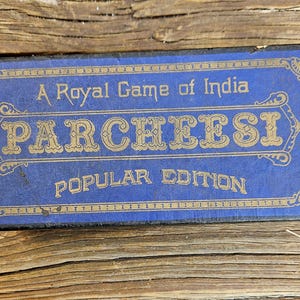 A Royal Game of India
PARCHEESI
POPULAR EDITION